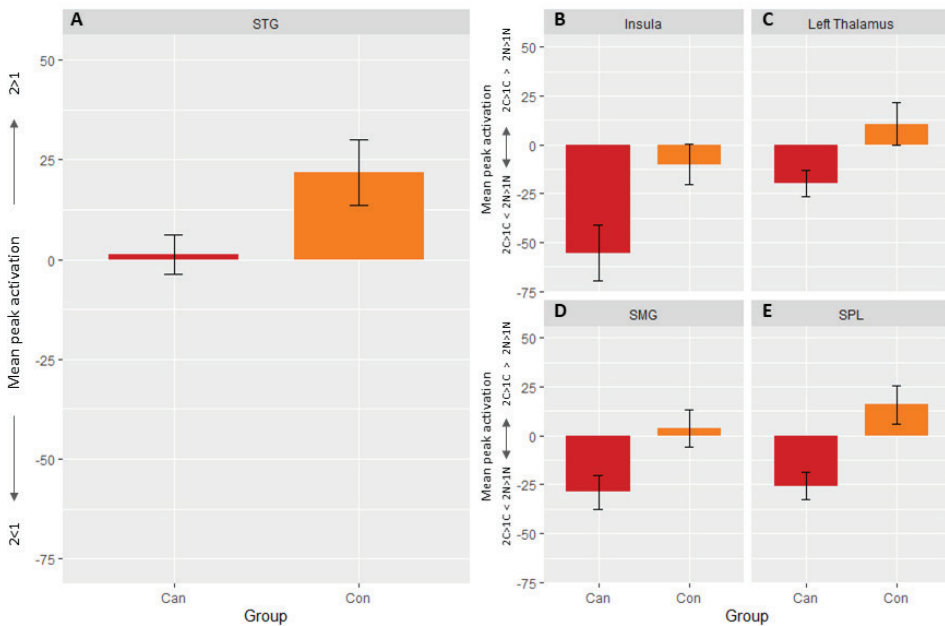 A
STG
50
25
0
-25
-50
-75
2<1
Mean peak activation
2>1
Can
Con
Group
B
Insula
C
Left Thalamus
50
25
0
-25
-50
-75
Mean peak activation
2C>1C < 2N>1N
2C>1C > 2N>1N
D
SMG
E
SPL
50
25
0
-25
-50
-75
Mean peak activation
2C>1C < 2N>1N
2C>1C > 2N>1N
Can
Con
Can
Con
Group